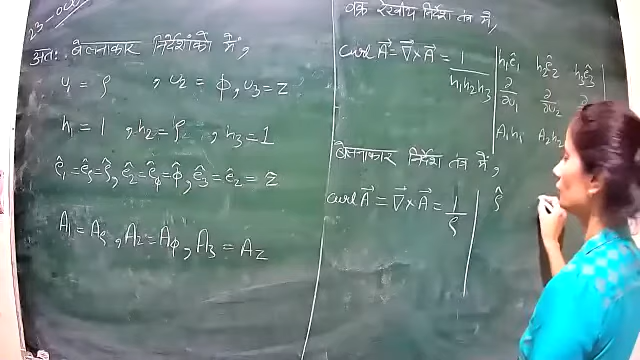 23-Oct
अतः बेलनाकार निर्देशांको में,
u₁ = ρ , u₂ = ϕ, u₃ = z
h₁ = 1 , h₂ = ρ , h₃ = 1
ê₁ = ê_ρ = ρ̂, ê₂ = ê_ϕ = ϕ̂, ê₃ = ê_z = z
A₁ = A_ρ , A₂ = A_ϕ , A₃ = A_z
वक्र रेखीय निर्देश तंत्र में,
curl A⃗ = ∇⃗ × A⃗ = 1/(h₁h₂h₃) | h₁ê₁ h₂ê₂ h₃ê₃
∂/∂u₁ ∂/∂u₂ ∂
A₁h₁ A₂h₂
बेलनाकार निर्देश तंत्र में,
curl A⃗ = ∇⃗ × A⃗ = 1/ρ | ρ̂